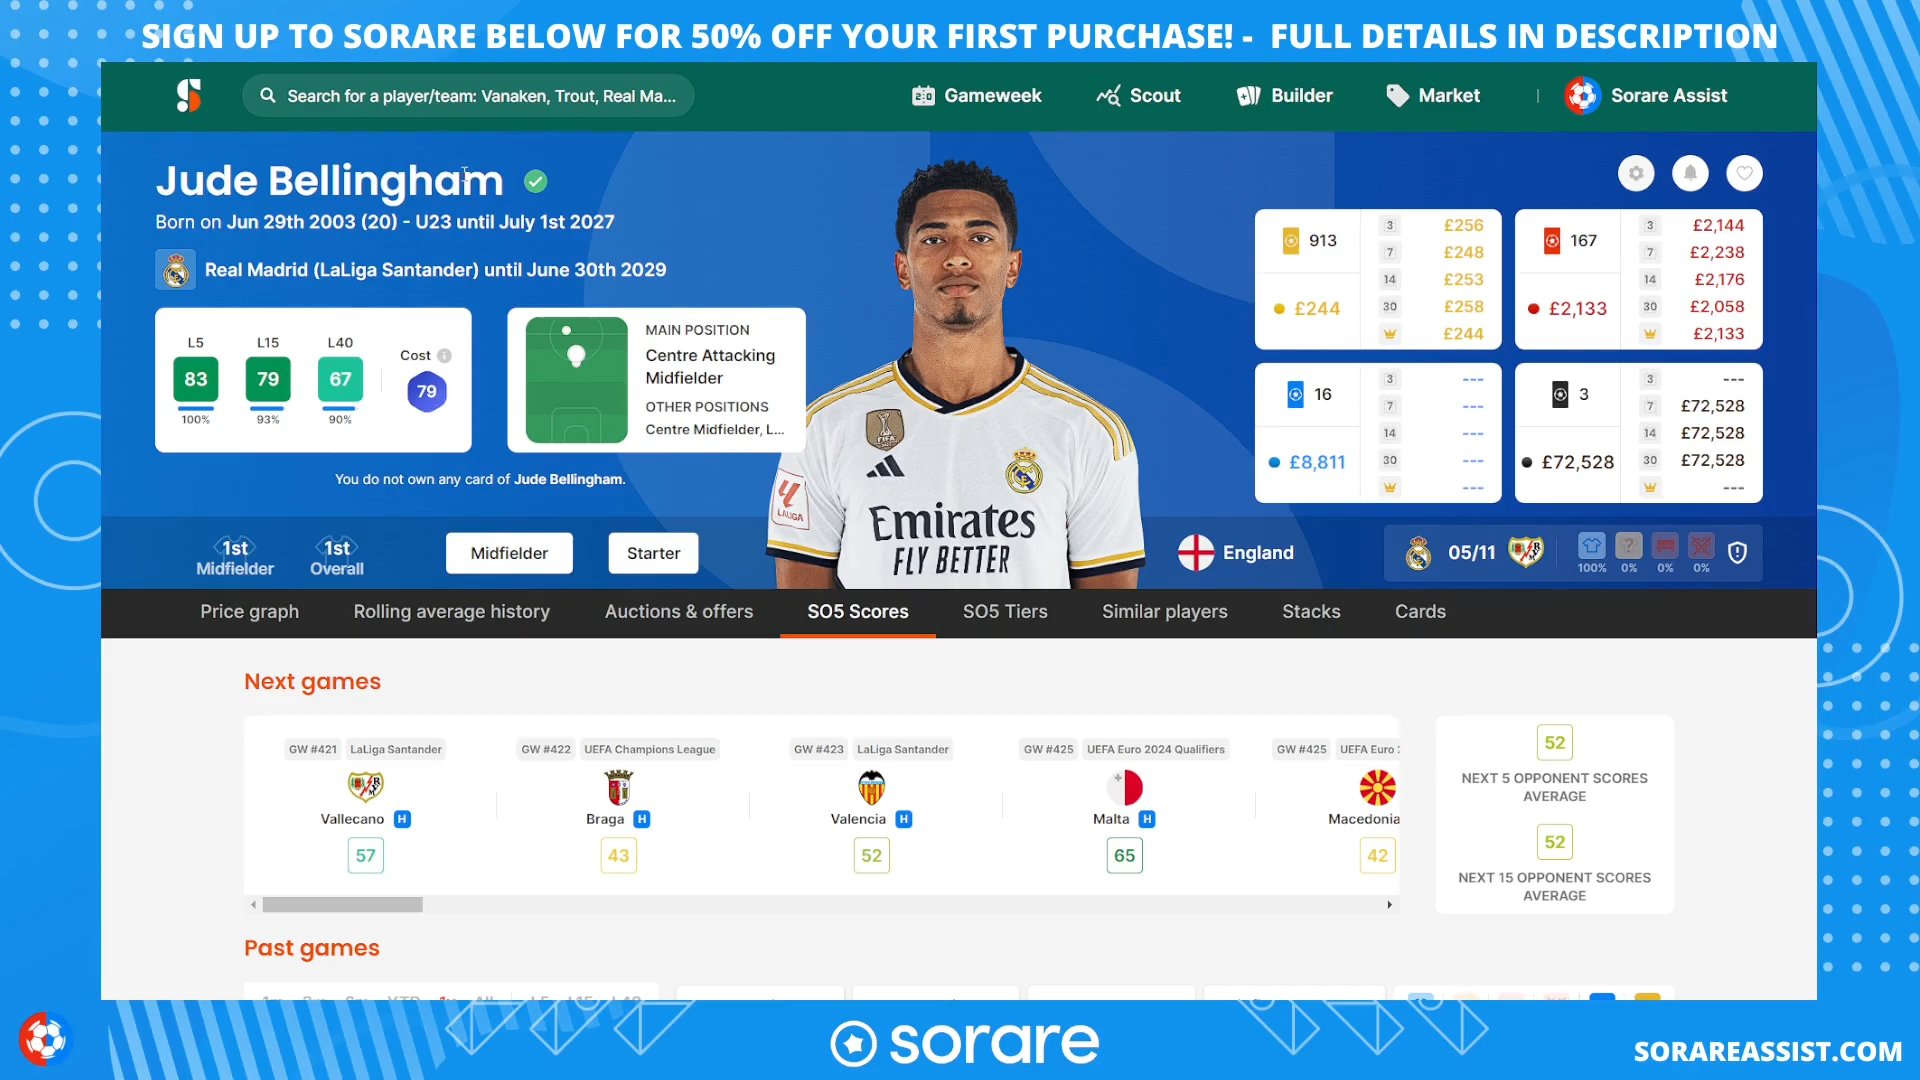 SIGN UP TO SORARE BELOW FOR 50% OFF YOUR FIRST PURCHASE! - FULL DETAILS IN DESCRIPTION
Search for a player/team: Vanaken, Trout, Real Ma...
Gameweek
Scout
Builder
Market
Sorare Assist
Jude Bellingham
Born on Jun 29th 2003 (20) - U23 until July 1st 2027
Real Madrid (LaLiga Santander) until June 30th 2029
L5
L15
L40
Cost
83
79
67
79
100%
93%
90%
MAIN POSITION
Centre Attacking
Midfielder
OTHER POSITIONS
Centre Midfielder, L...
You do not own any card of Jude Bellingham.
913
£244
3 £256
7 £248
14 £253
30 £258
£244
167
£2,133
3 £2,144
7 £2,238
14 £2,176
30 £2,058
£2,133
16
£8,811
3 ---
7 ---
14 ---
30 ---
---
3
£72,528
3 ---
7 £72,528
14 £72,528
30 £72,528
---
FIFA
LALIGA
Emirates
FLY BETTER
1st
Midfielder
1st
Overall
Midfielder
Starter
England
05/11
100%
0%
0%
0%
Price graph
Rolling average history
Auctions & offers
SO5 Scores
SO5 Tiers
Similar players
Stacks
Cards
Next games
GW #421 LaLiga Santander
Vallecano H
57
GW #422 UEFA Champions League
Braga H
43
GW #423 LaLiga Santander
Valencia H
52
GW #425 UEFA Euro 2024 Qualifiers
Malta H
65
GW #425 UEFA Euro
Macedonia
42
52
NEXT 5 OPPONENT SCORES
AVERAGE
52
NEXT 15 OPPONENT SCORES
AVERAGE
Past games
sorare
SORAREASSIST.COM